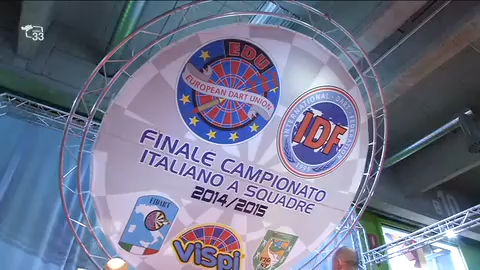 33
EDU
EUROPEAN DART UNION
IDF
FINALE CAMPIONATO
ITALIANO A SQUADRE
2014/2015
FIDART
VISPI